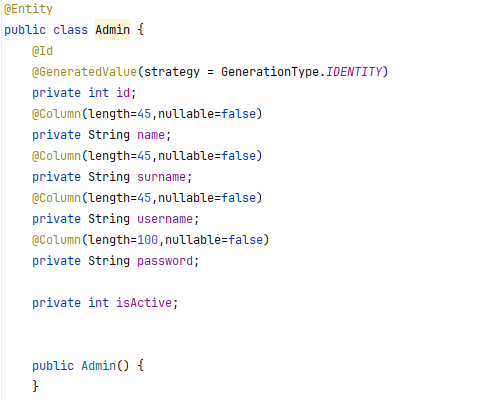 @Entity
public class Admin {
@Id
@GeneratedValue(strategy = GenerationType.IDENTITY)
private int id;
@Column(length=45,nullable=false)
private String name;
@Column(length=45,nullable=false)
private String surname;
@Column(length=45,nullable=false)
private String username;
@Column(length=100,nullable=false)
private String password;
private int isActive;
public Admin() {
}